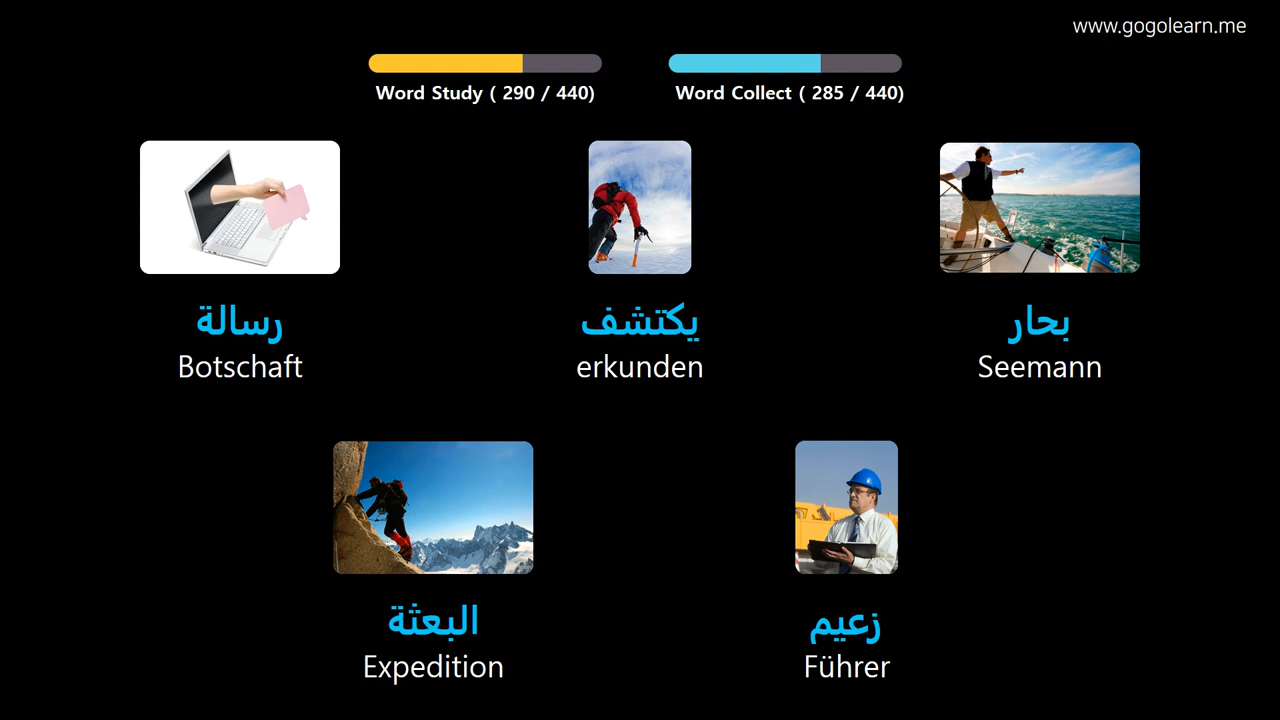 www.gogolearn.me
Word Study ( 290 / 440)
Word Collect ( 285 / 440)
رسالة
Botschaft
يكتشف
erkunden
بحار
Seemann
البعثة
Expedition
زعيم
Führer